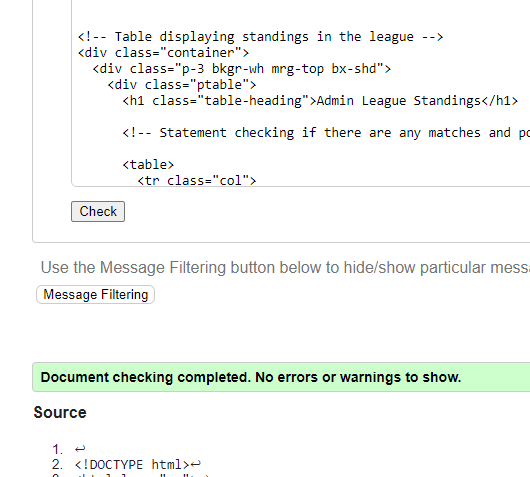 <!-- Table displaying standings in the league -->
<div class="container">
<div class="p-3 bkgr-wh mrg-top bx-shd">
<div class="ptable">
<h1 class="table-heading">Admin League Standings</h1>
<!-- Statement checking if there are any matches and po
<table>
<tr class="col">
Check
Use the Message Filtering button below to hide/show particular mess
Message Filtering
Document checking completed. No errors or warnings to show.
Source
1. ↩
2. <!DOCTYPE html>↩